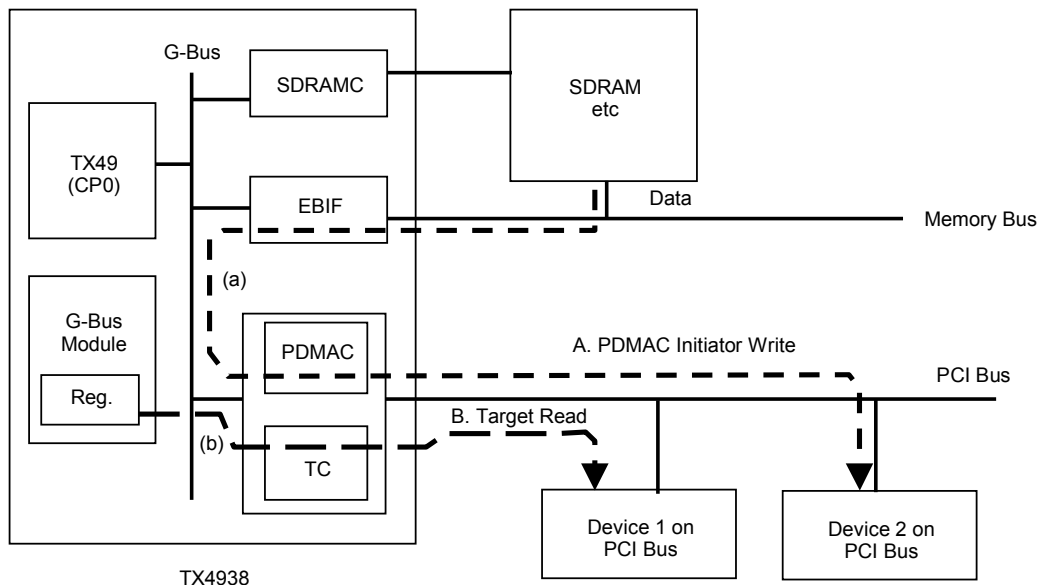 G-Bus
SDRAMC
SDRAM
etc
TX49
(CP0)
EBIF
Data
Memory Bus
(a)
G-Bus
Module
PDMAC
A. PDMAC Initiator Write
PCI Bus
Reg.
B. Target Read
(b)
TC
Device 1 on
PCI Bus
Device 2 on
PCI Bus
TX4938